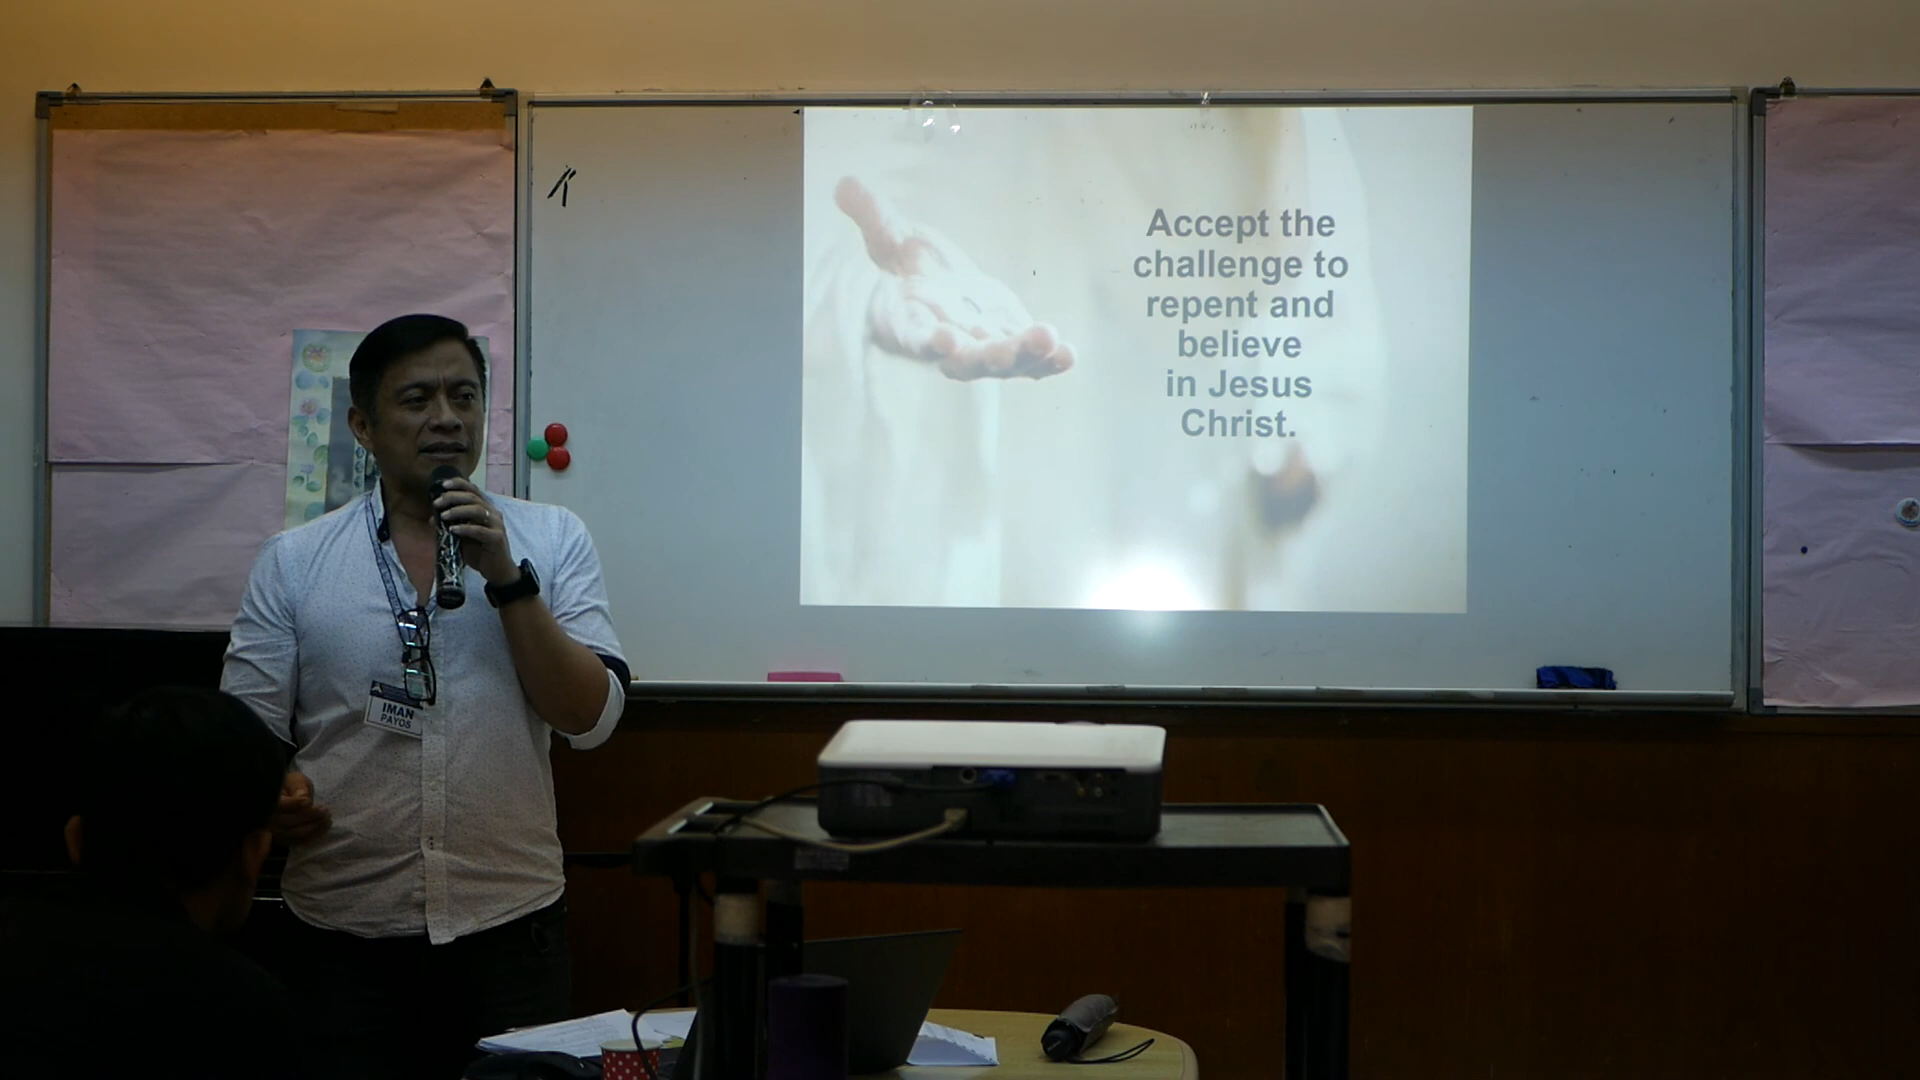 Accept the
challenge to
repent and
believe
in Jesus
Christ.
IMAN
PAYOS